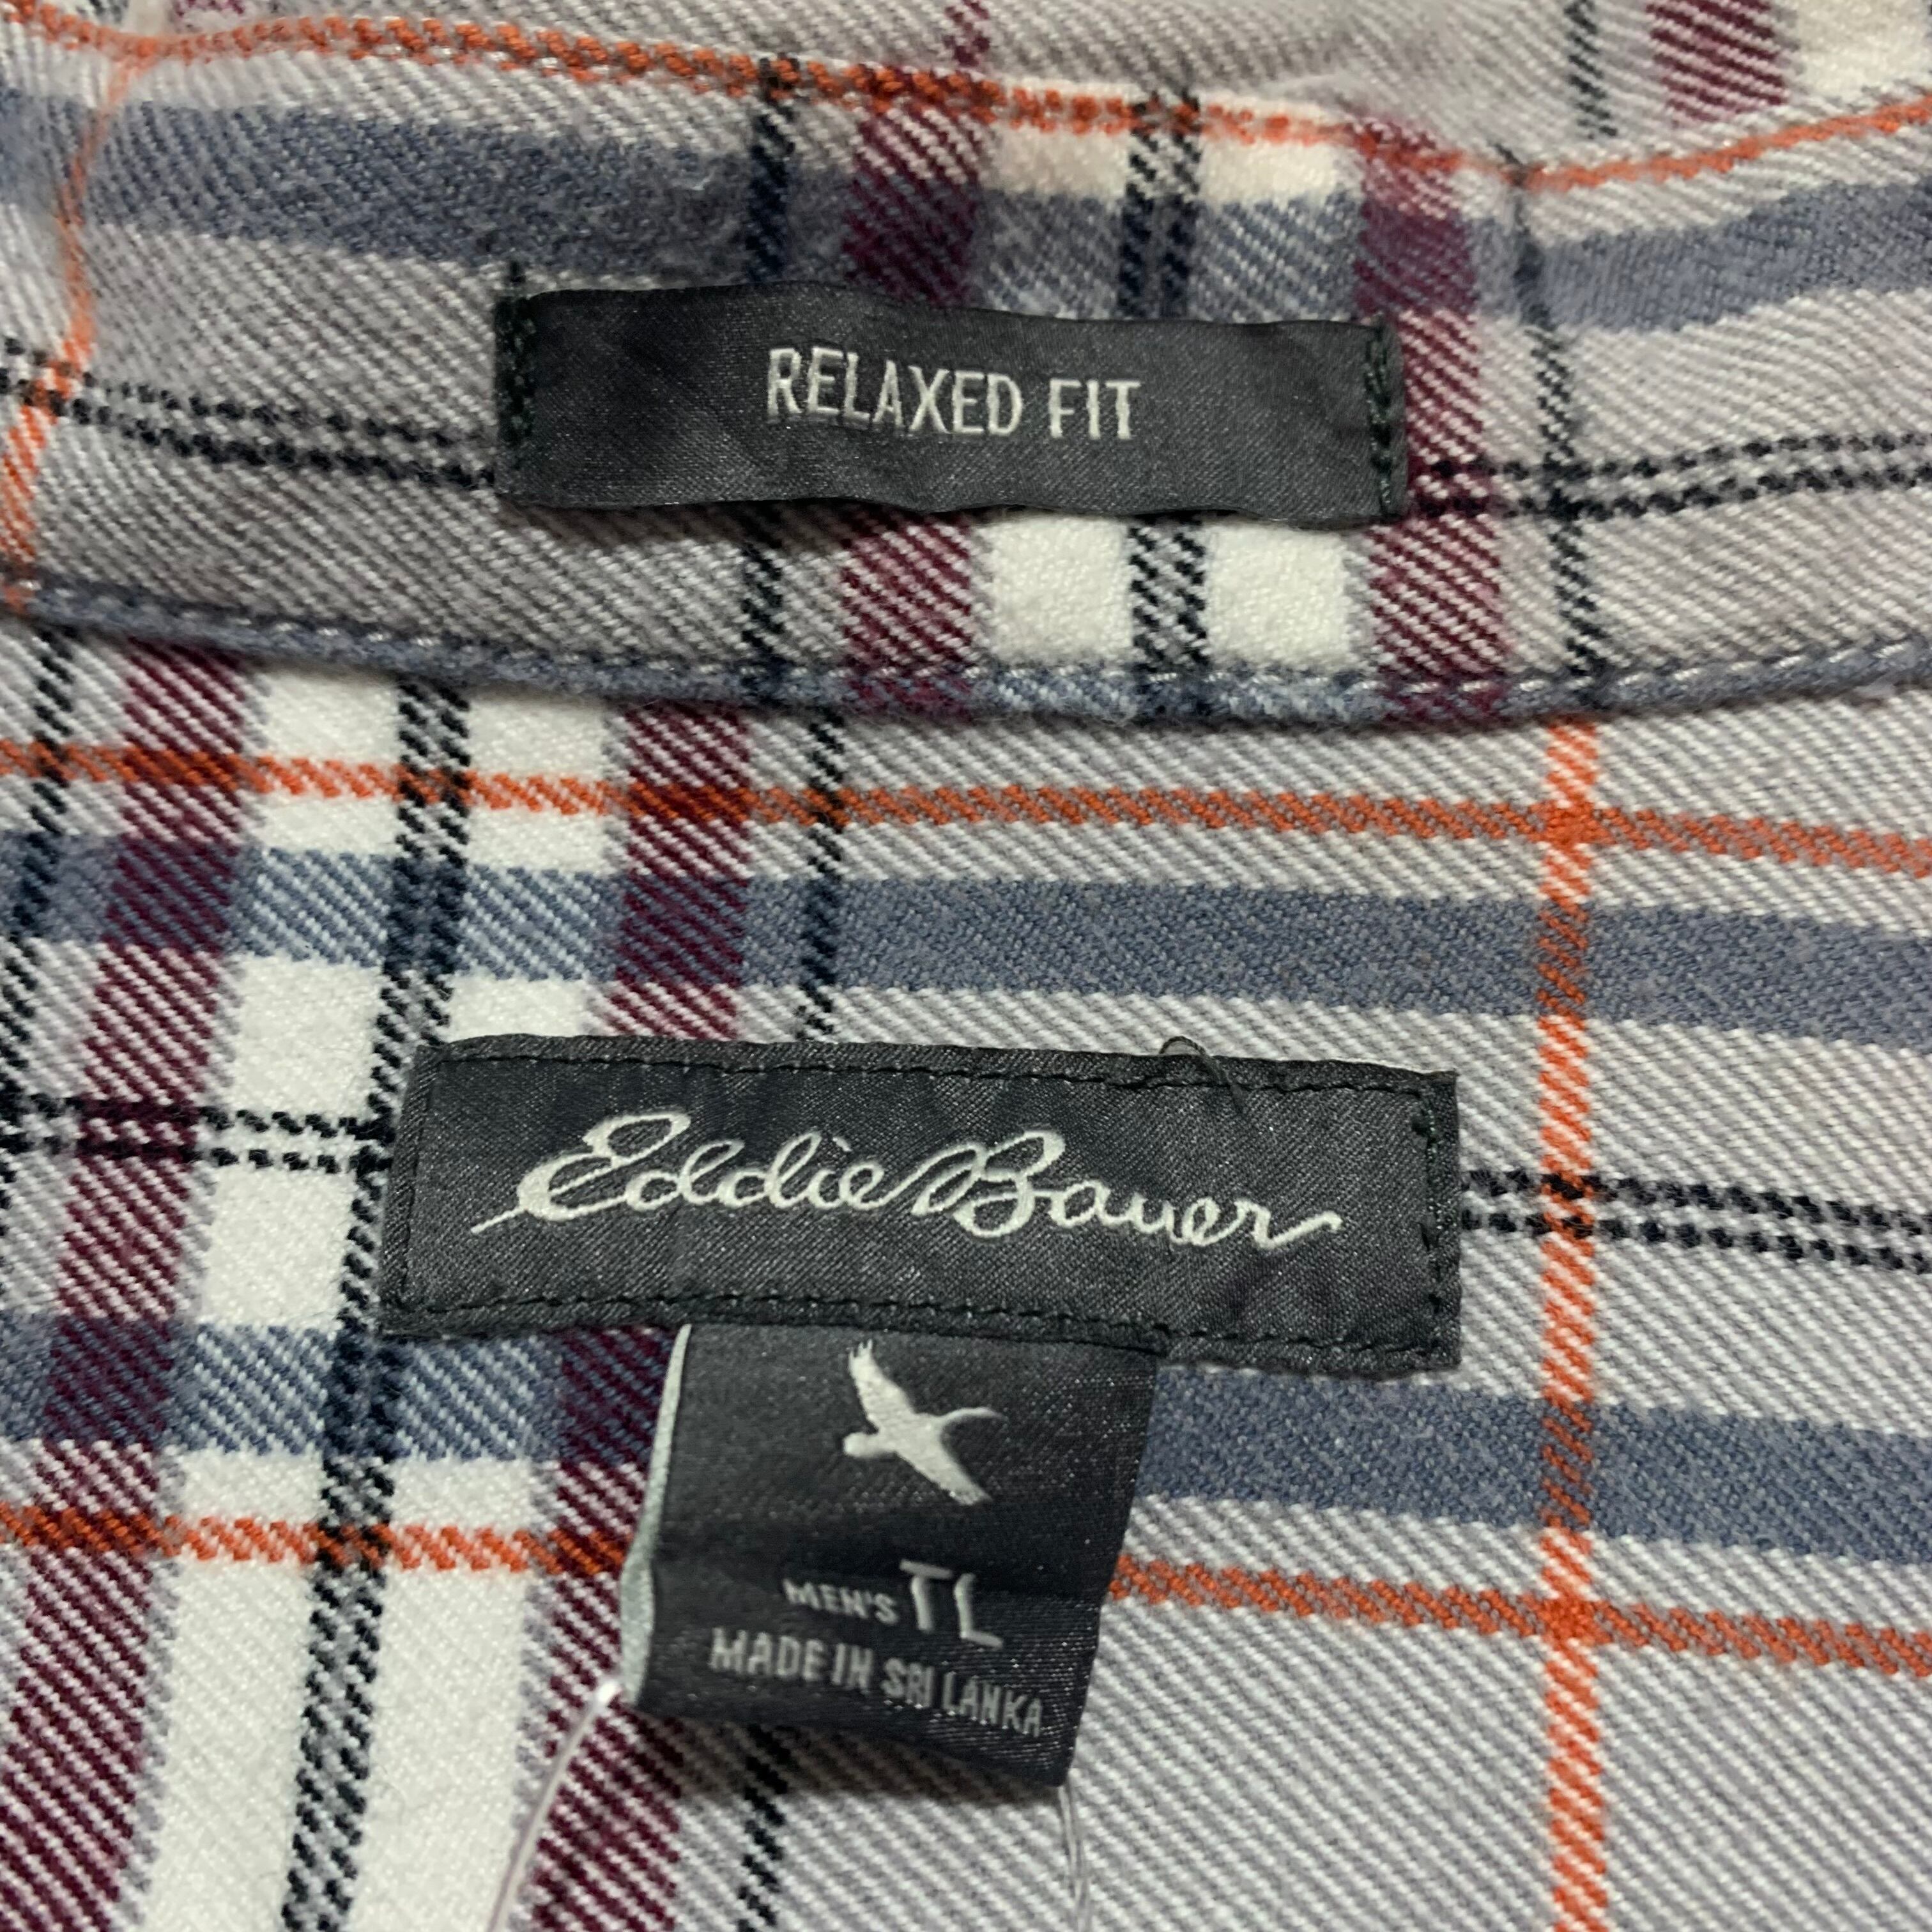 RELAXED FIT
Eddie Bauer
MEN'S TL
MADE IN SRI LANKA